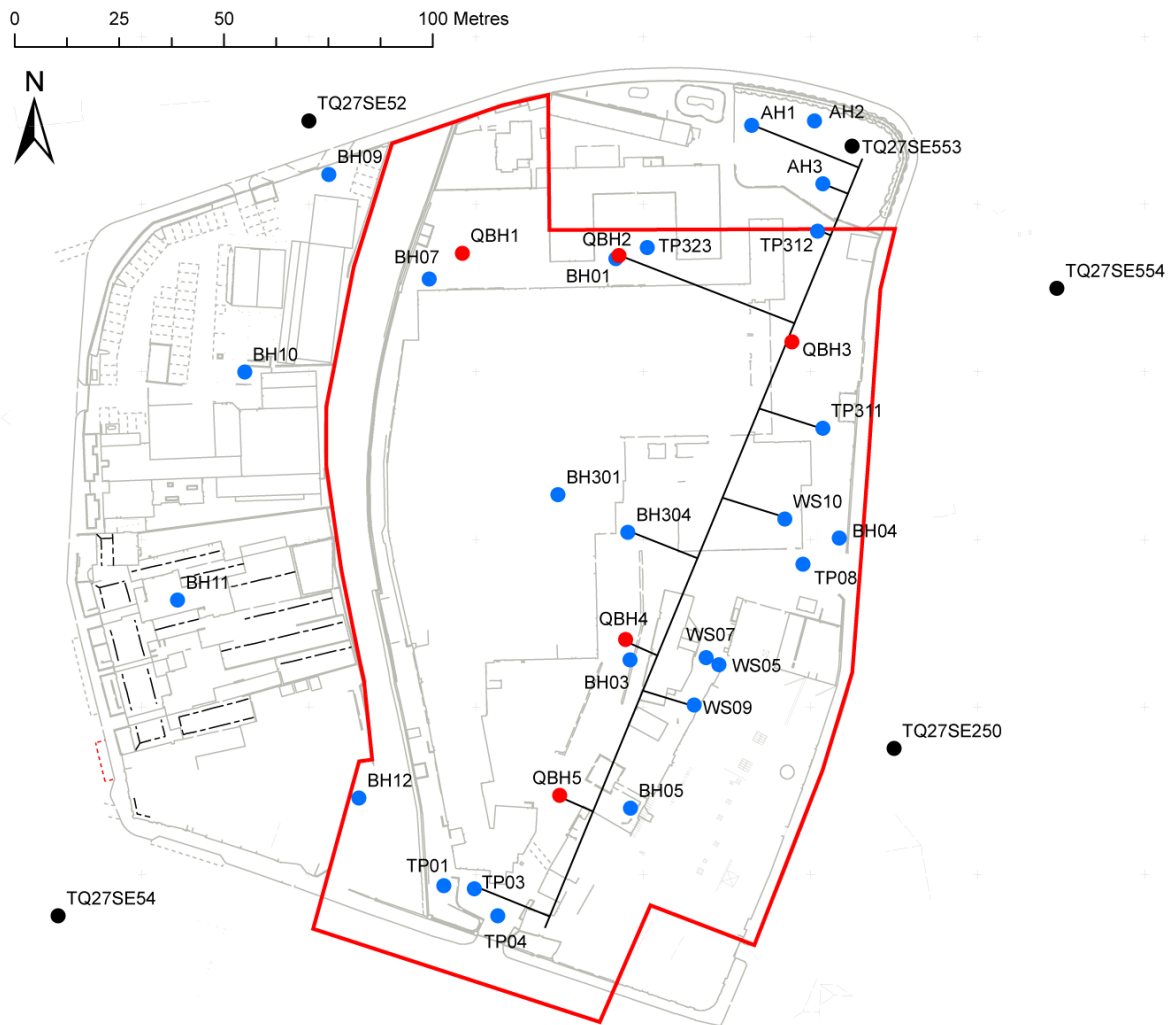 0 25 50 100 Metres
N
TQ27SE52
AH1
AH2
TQ27SE553
BH09
AH3
QBH1
QBH2
TP323
TP312
BH07
BH01
TQ27SE554
QBH3
BH10
TP311
BH301
WS10
BH304
BH04
TP08
BH11
QBH4
WS07
WS05
BH03
WS09
TQ27SE250
QBH5
BH12
BH05
TP01
TP03
TQ27SE54
TP04